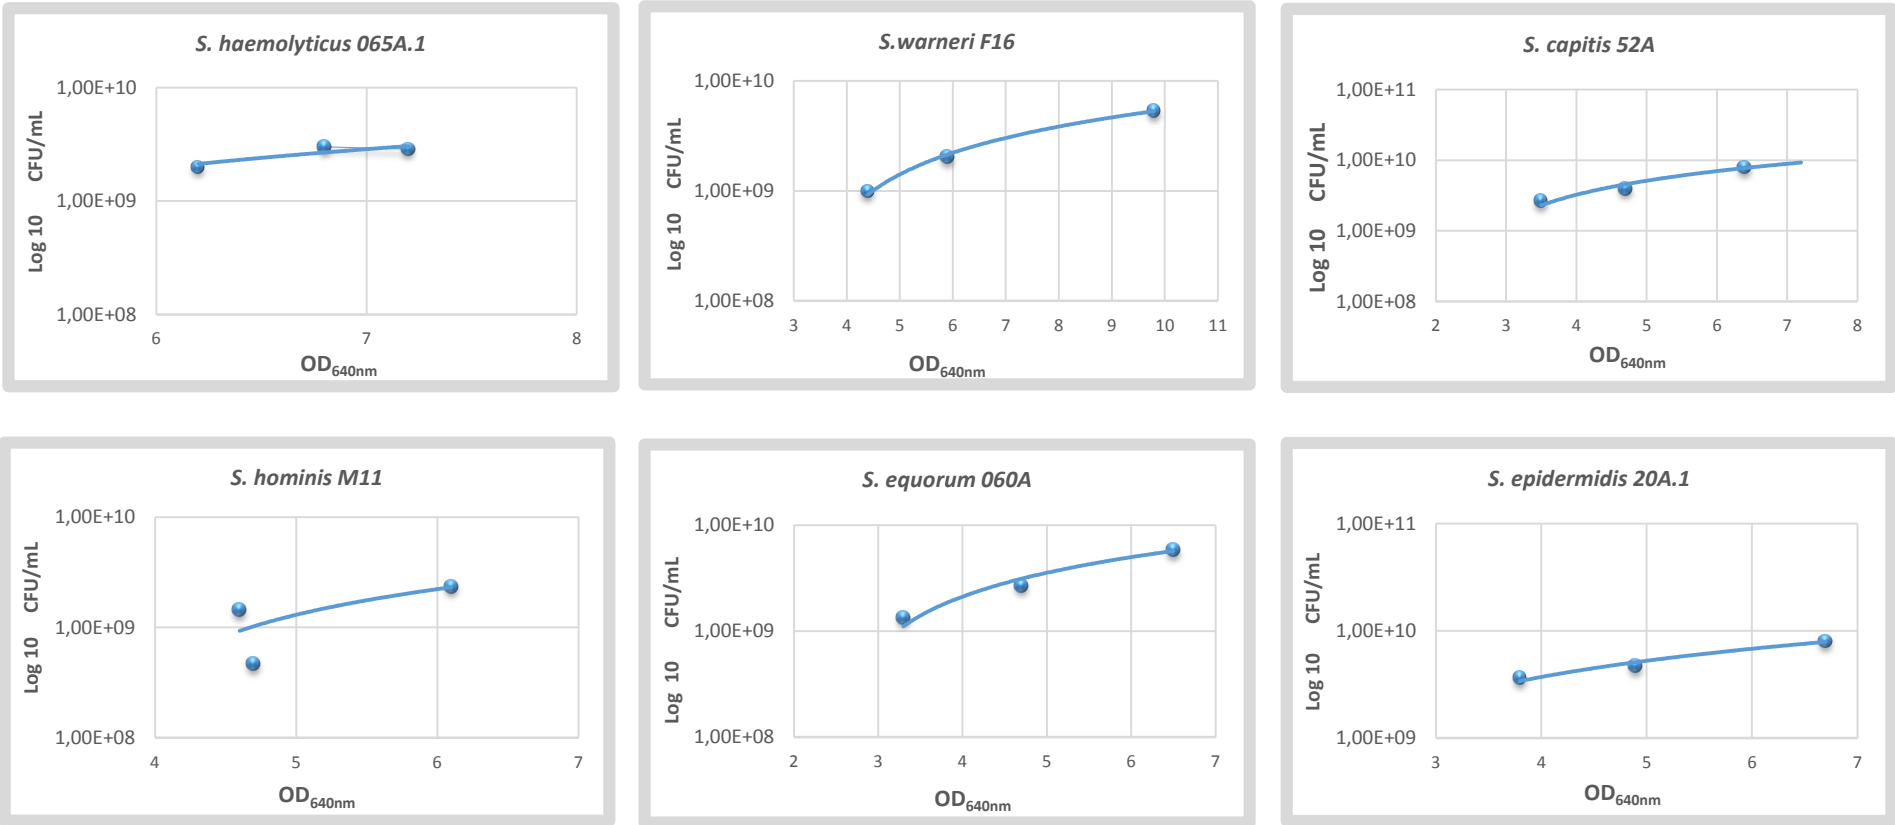 S. haemolyticus 065A.1
Log 10 CFU/mL
1,00E+10
1,00E+09
1,00E+08
6 7 8
OD640nm
S.warneri F16
Log 10 CFU/mL
1,00E+10
1,00E+09
1,00E+08
3 4 5 6 7 8 9 10 11
OD640nm
S. capitis 52A
Log 10 CFU/mL
1,00E+11
1,00E+10
1,00E+09
1,00E+08
2 3 4 5 6 7 8
OD640nm
S. hominis M11
Log 10 CFU/mL
1,00E+10
1,00E+09
1,00E+08
4 5 6 7
OD640nm
S. equorum 060A
Log 10 CFU/mL
1,00E+10
1,00E+09
1,00E+08
2 3 4 5 6 7
OD640nm
S. epidermidis 20A.1
Log 10 CFU/mL
1,00E+11
1,00E+10
1,00E+09
3 4 5 6 7
OD640nm